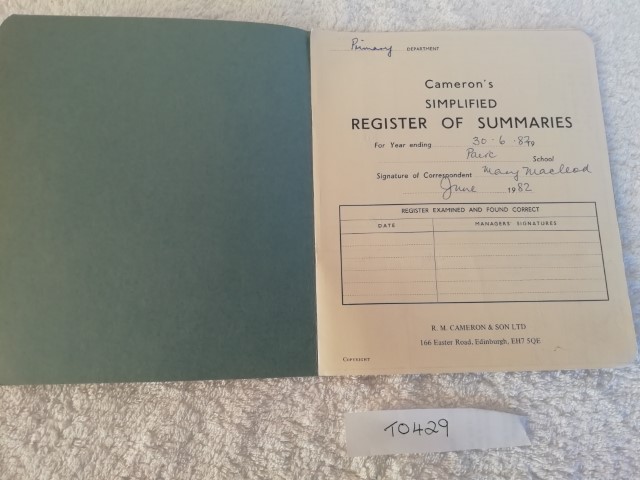 Primary DEPARTMENT
Cameron's
SIMPLIFIED
REGISTER OF SUMMARIES
For Year ending 30·6·82
Park School
Signature of Correspondent Mary Macleod
June 1982
REGISTER EXAMINED AND FOUND CORRECT
DATE MANAGERS' SIGNATURES
R. M. CAMERON & SON LTD
166 Easter Road, Edinburgh, EH7 5QE
COPYRIGHT
T0429